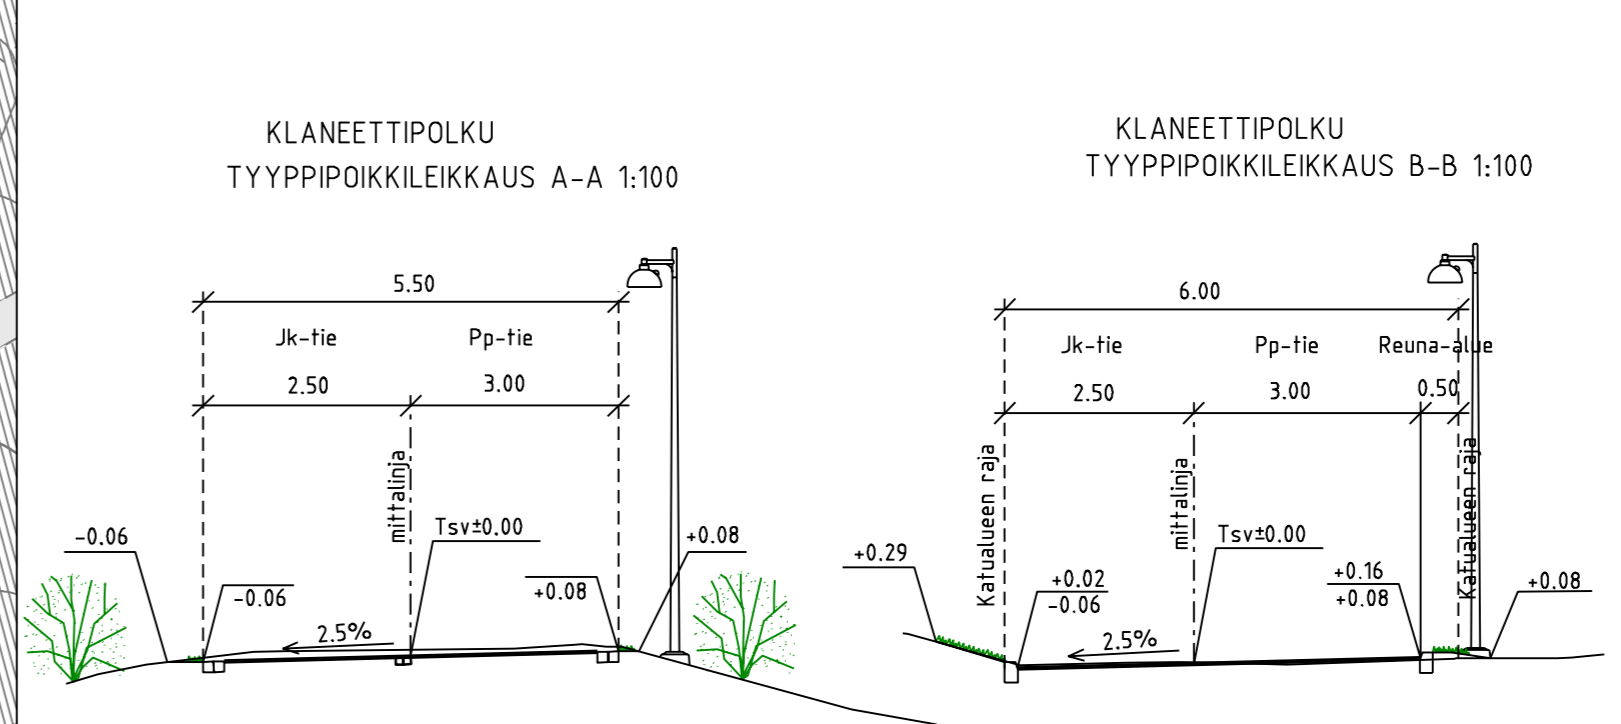 KLANEETTIPOLKU
TYYPPIPOIKKILEIKKAUS A-A 1:100
5.50
Jk-tie
Pp-tie
2.50
3.00
mittalinja
-0.06
-0.06
Tsv±0.00
+0.08
+0.08
2.5%
KLANEETTIPOLKU
TYYPPIPOIKKILEIKKAUS B-B 1:100
6.00
Jk-tie
Pp-tie
Reuna-alue
2.50
3.00
0.50
Katualueen raja
mittalinja
Katualueen raja
+0.29
+0.02
-0.06
Tsv±0.00
+0.16
+0.08
+0.08
2.5%